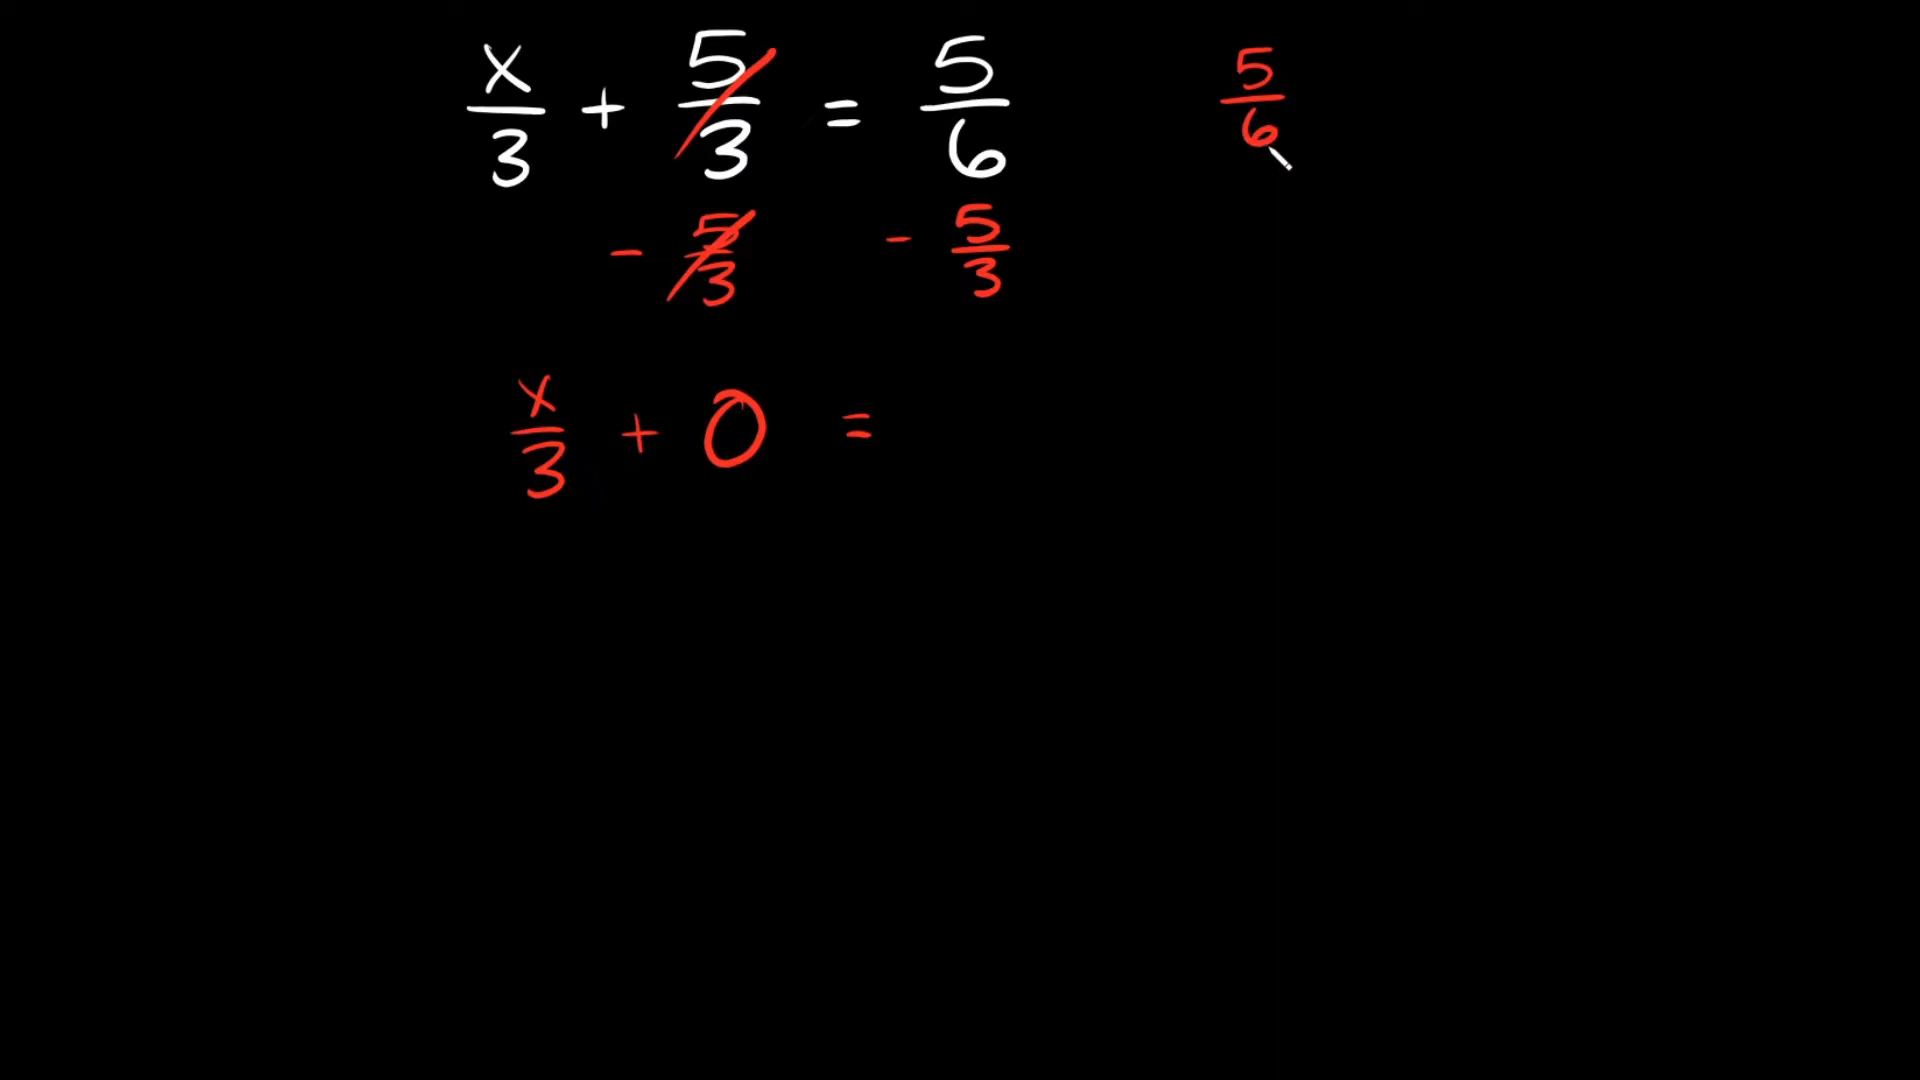 x/3 + 5/3 = 5/6
- 5/3 - 5/3
x/3 + 0 =
5/6